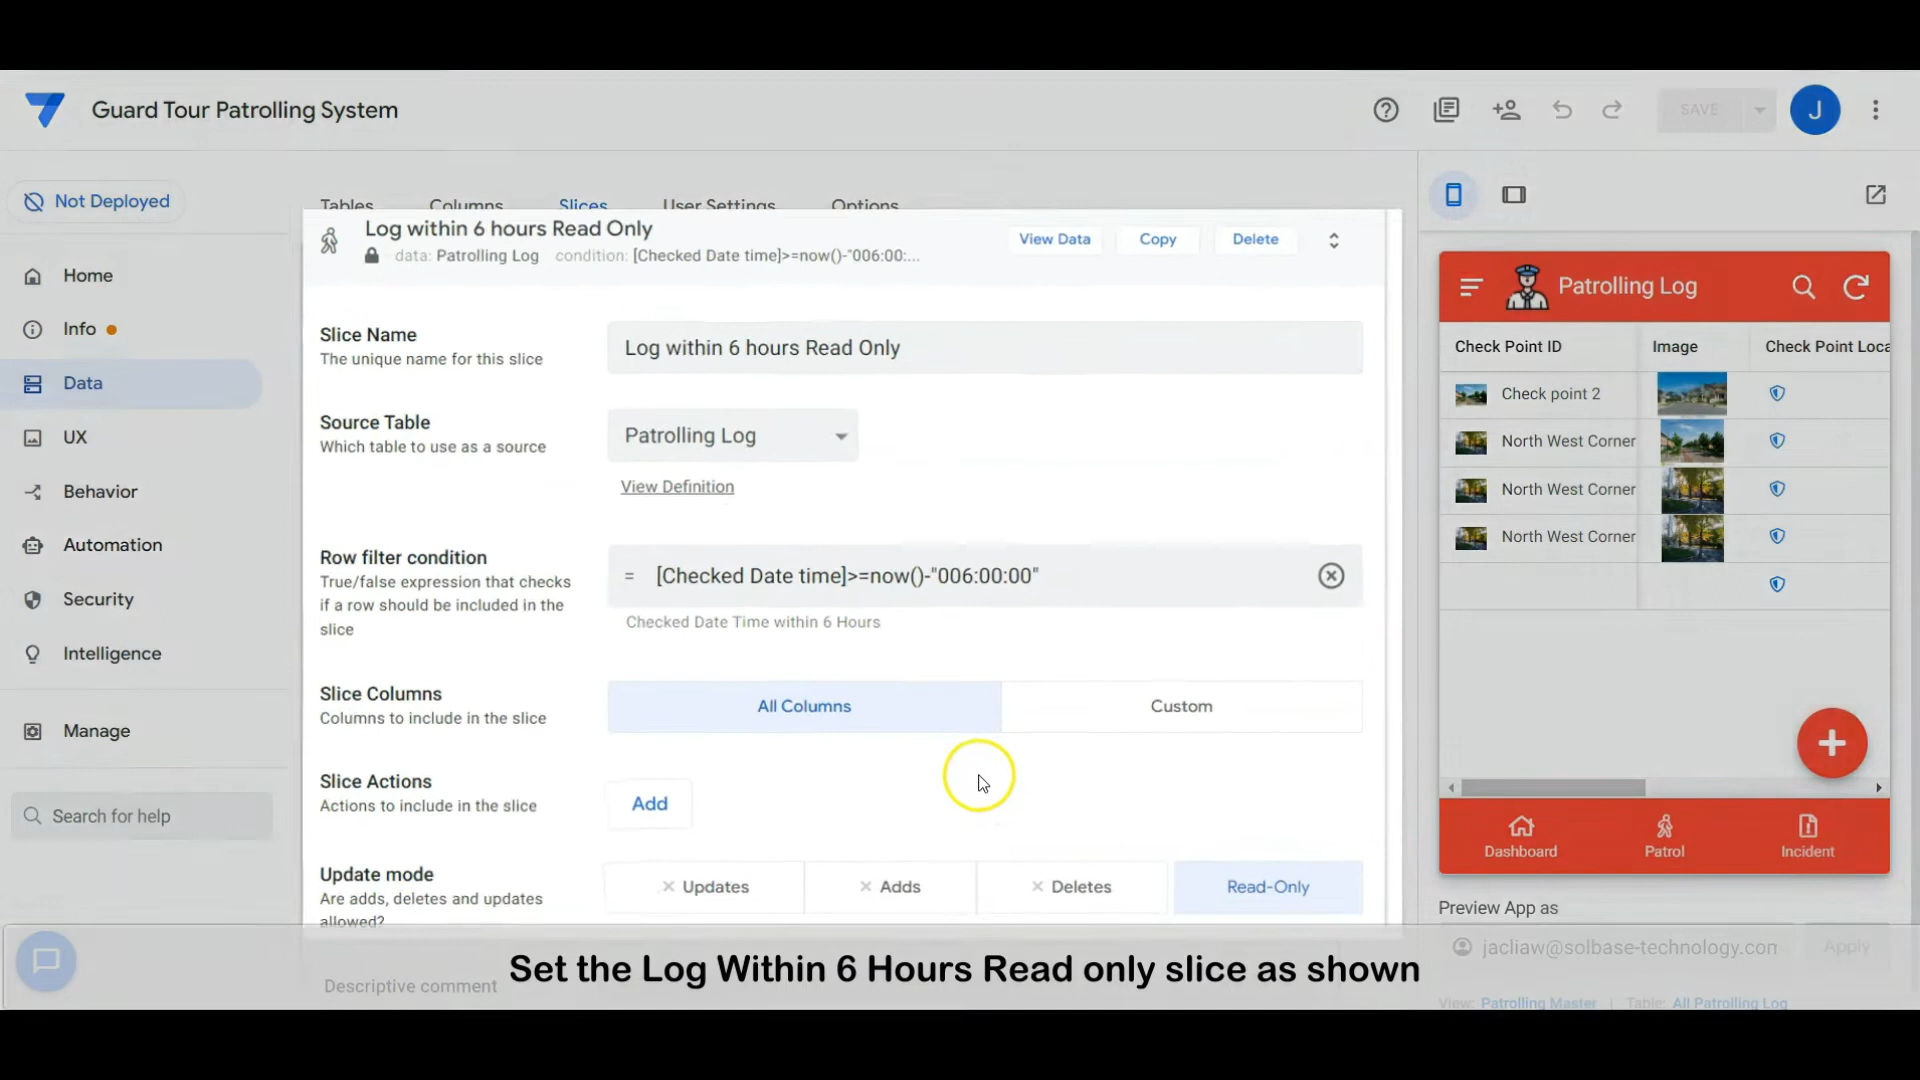 Guard Tour Patrolling System
SAVE
J
Not Deployed
Tables Columns Slices User Settings Options
Home
Info
Data
UX
Behavior
Automation
Security
Intelligence
Manage
Search for help
Log within 6 hours Read Only
data: Patrolling Log condition: [Checked Date time]>=now()-"006:00:...
View Data Copy Delete
Slice Name
The unique name for this slice
Log within 6 hours Read Only
Source Table
Which table to use as a source
Patrolling Log
View Definition
Row filter condition
True/false expression that checks
if a row should be included in the
slice
= [Checked Date time]>=now()-"006:00:00"
Checked Date Time within 6 Hours
Slice Columns
Columns to include in the slice
All Columns Custom
Slice Actions
Actions to include in the slice
Add
Update mode
Are adds, deletes and updates
allowed?
Updates Adds Deletes Read-Only
Descriptive comment
Set the Log Within 6 Hours Read only slice as shown
Patrolling Log
Check Point ID Image Check Point Loca
Check point 2
North West Corner
North West Corner
North West Corner
Dashboard Patrol Incident
Preview App as
jacliaw@solbase-technology.com
Apply
View: Patrolling Master | Table: All Patrolling Log